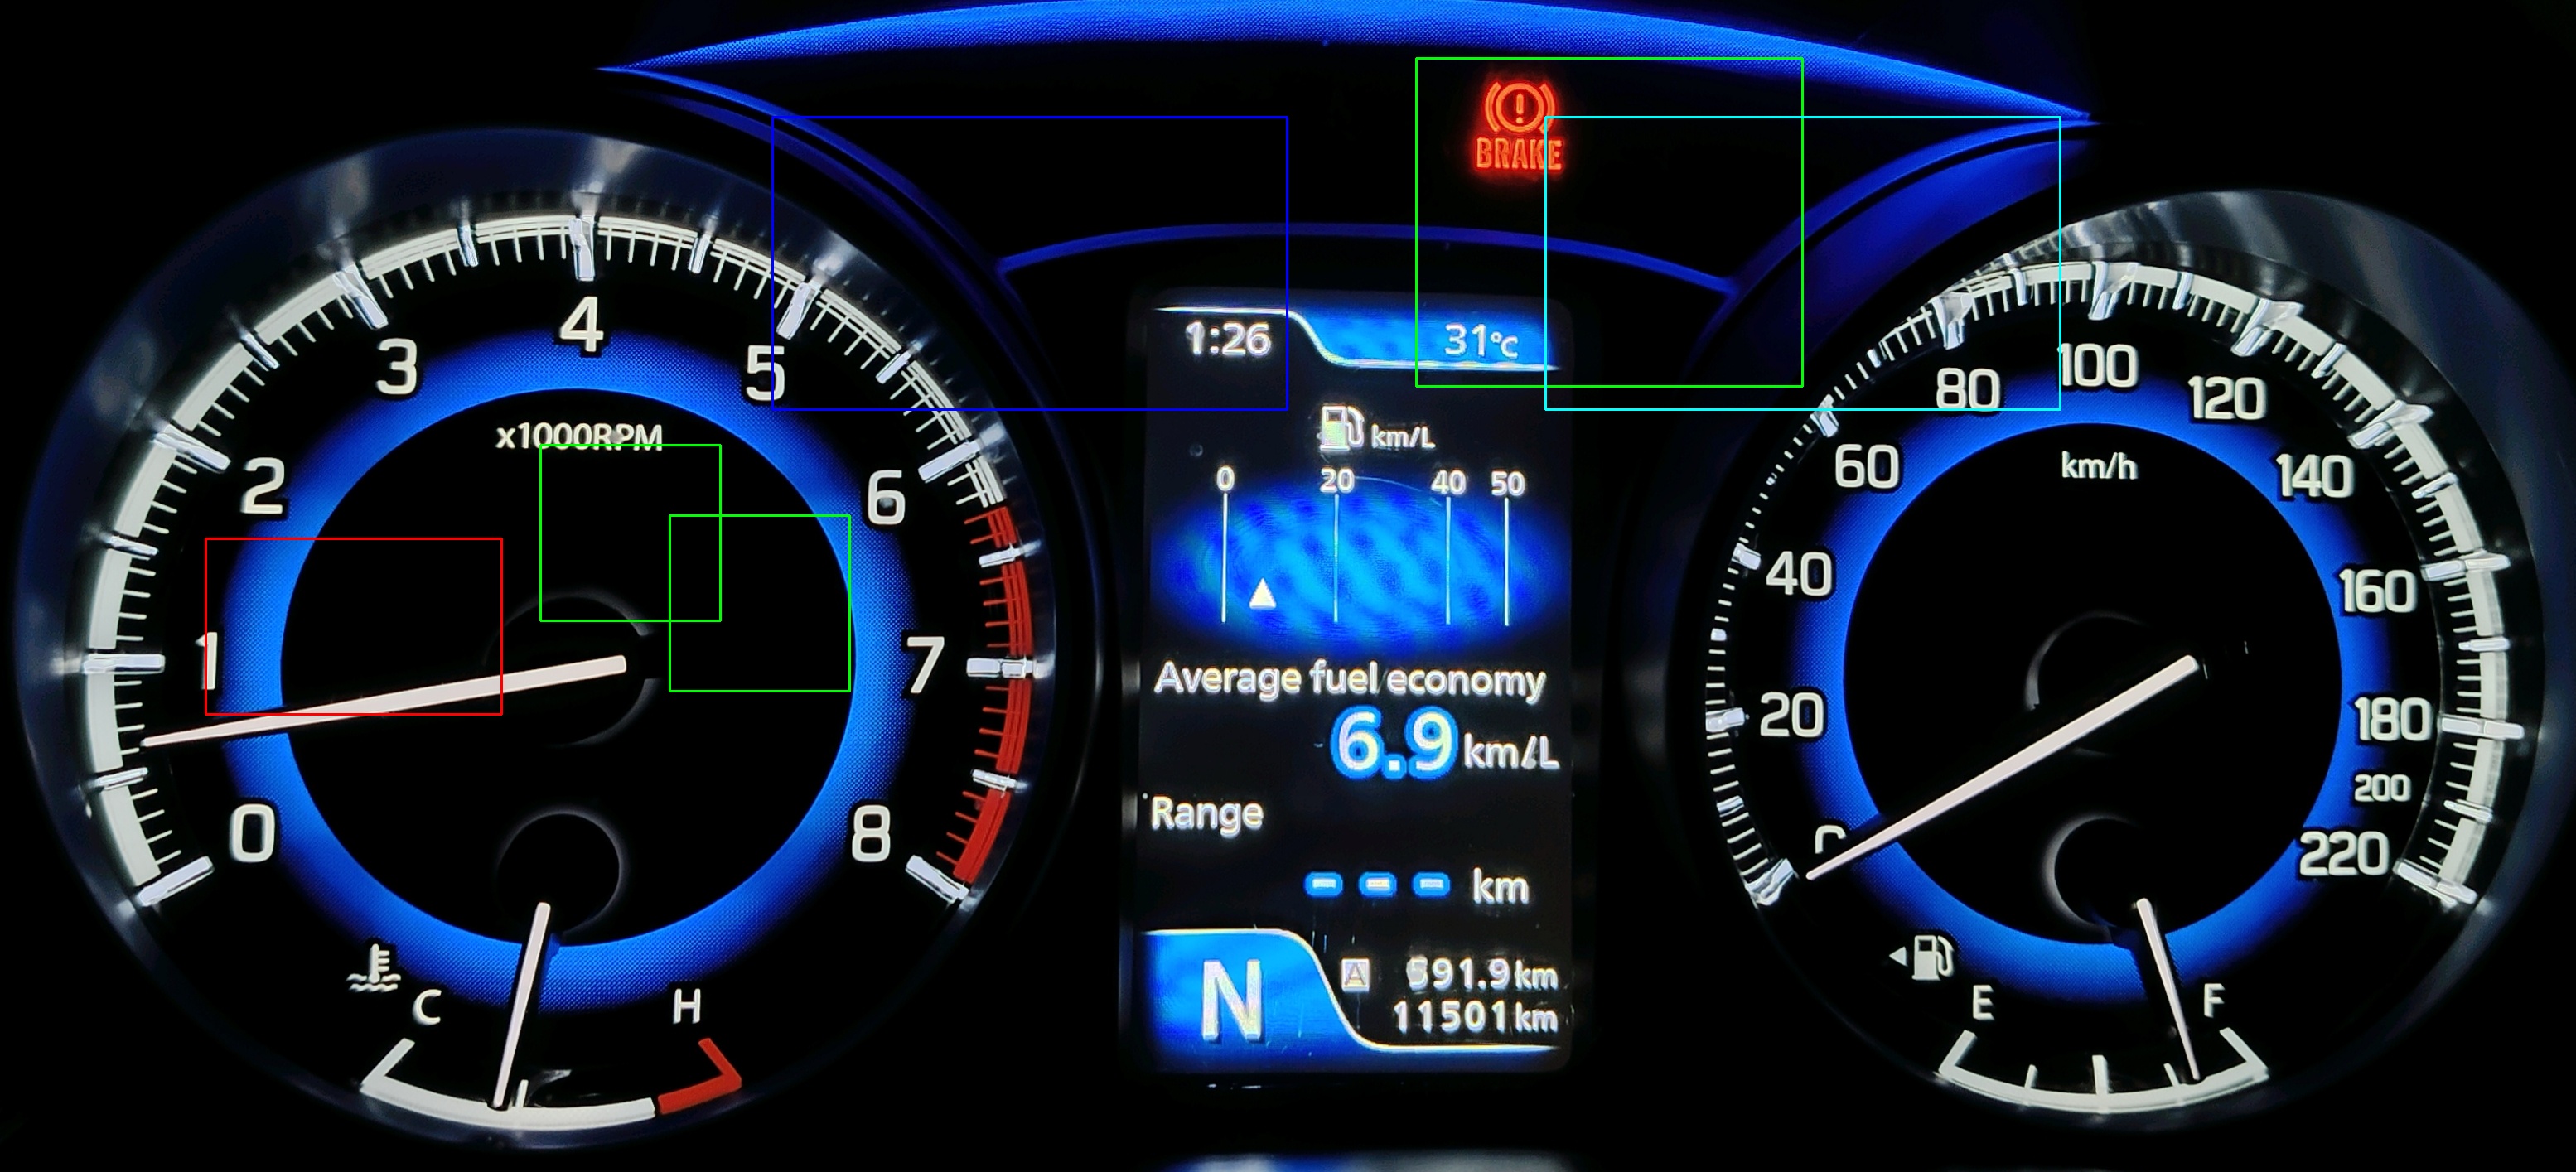 BRAKE
1:26
31°C
km/L
0 20 40 50
Average fuel economy
6.9 km/L
Range
--- km
N
A 591.9 km
11501 km
x1000RPM
0 1 2 3 4 5 6 7 8
C H
km/h
0 20 40 60 80 100 120 140 160 180 200 220
E F